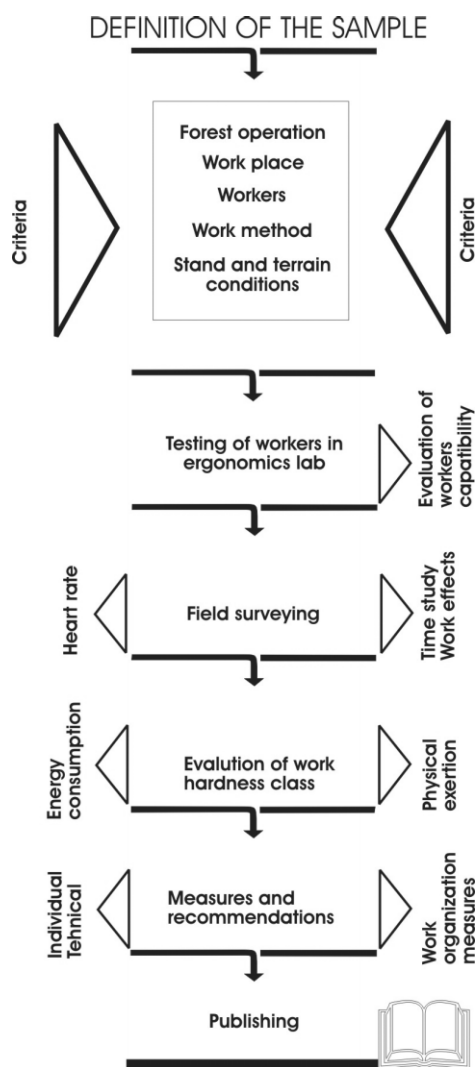 DEFINITION OF THE SAMPLE
Criteria
Forest operation
Work place
Workers
Work method
Stand and terrain
conditions
Criteria
Testing of workers in
ergonomics lab
Evaluation of
workers
capatibility
Heart rate
Field surveying
Time study
Work effects
Energy
consumption
Evalution of work
hardness class
Physical
exertion
Individual
Tehnical
Measures and
recommendations
Work
organization
measures
Publishing